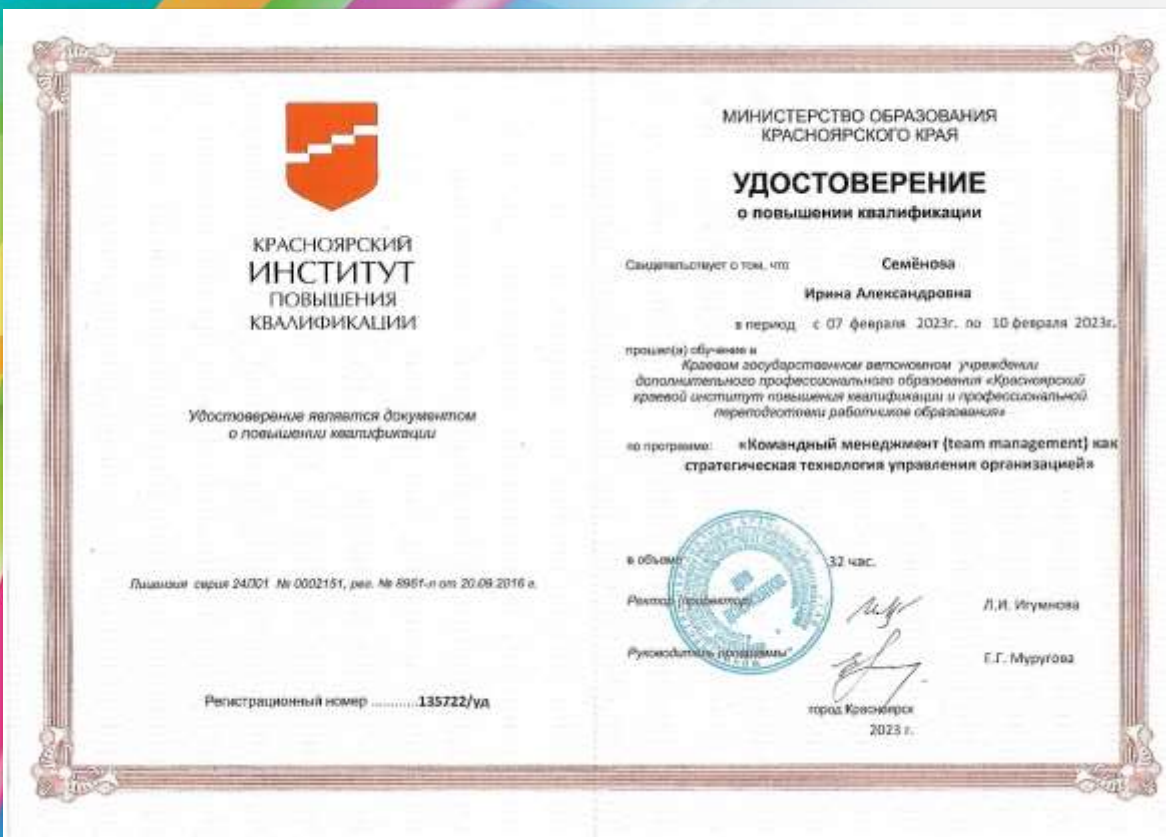 КРАСНОЯРСКИЙ
ИНСТИТУТ
ПОВЫШЕНИЯ
КВАЛИФИКАЦИИ
Удостоверение является документом
о повышении квалификации
Лицензия серия 24Л01 № 0002151, рег. № 8961-л от 20.09.2016 г.
Регистрационный номер ...........135722/уд
МИНИСТЕРСТВО ОБРАЗОВАНИЯ
КРАСНОЯРСКОГО КРАЯ
УДОСТОВЕРЕНИЕ
о повышении квалификации
Свидетельствует о том, что Семёнова
Ирина Александровна
в период с 07 февраля 2023г. по 10 февраля 2023г.
прошел(а) обучение в
Краевом государственном автономном учреждении
дополнительного профессионального образования «Красноярский
краевой институт повышения квалификации и профессиональной
переподготовки работников образования»
по программе: «Командный менеджмент (team management) как
стратегическая технология управления организацией»
в объеме 32 час.
Ректор (проректор) Л.И. Игумнова
Руководитель программы Е.Г. Муругова
город Красноярск
2023 г.